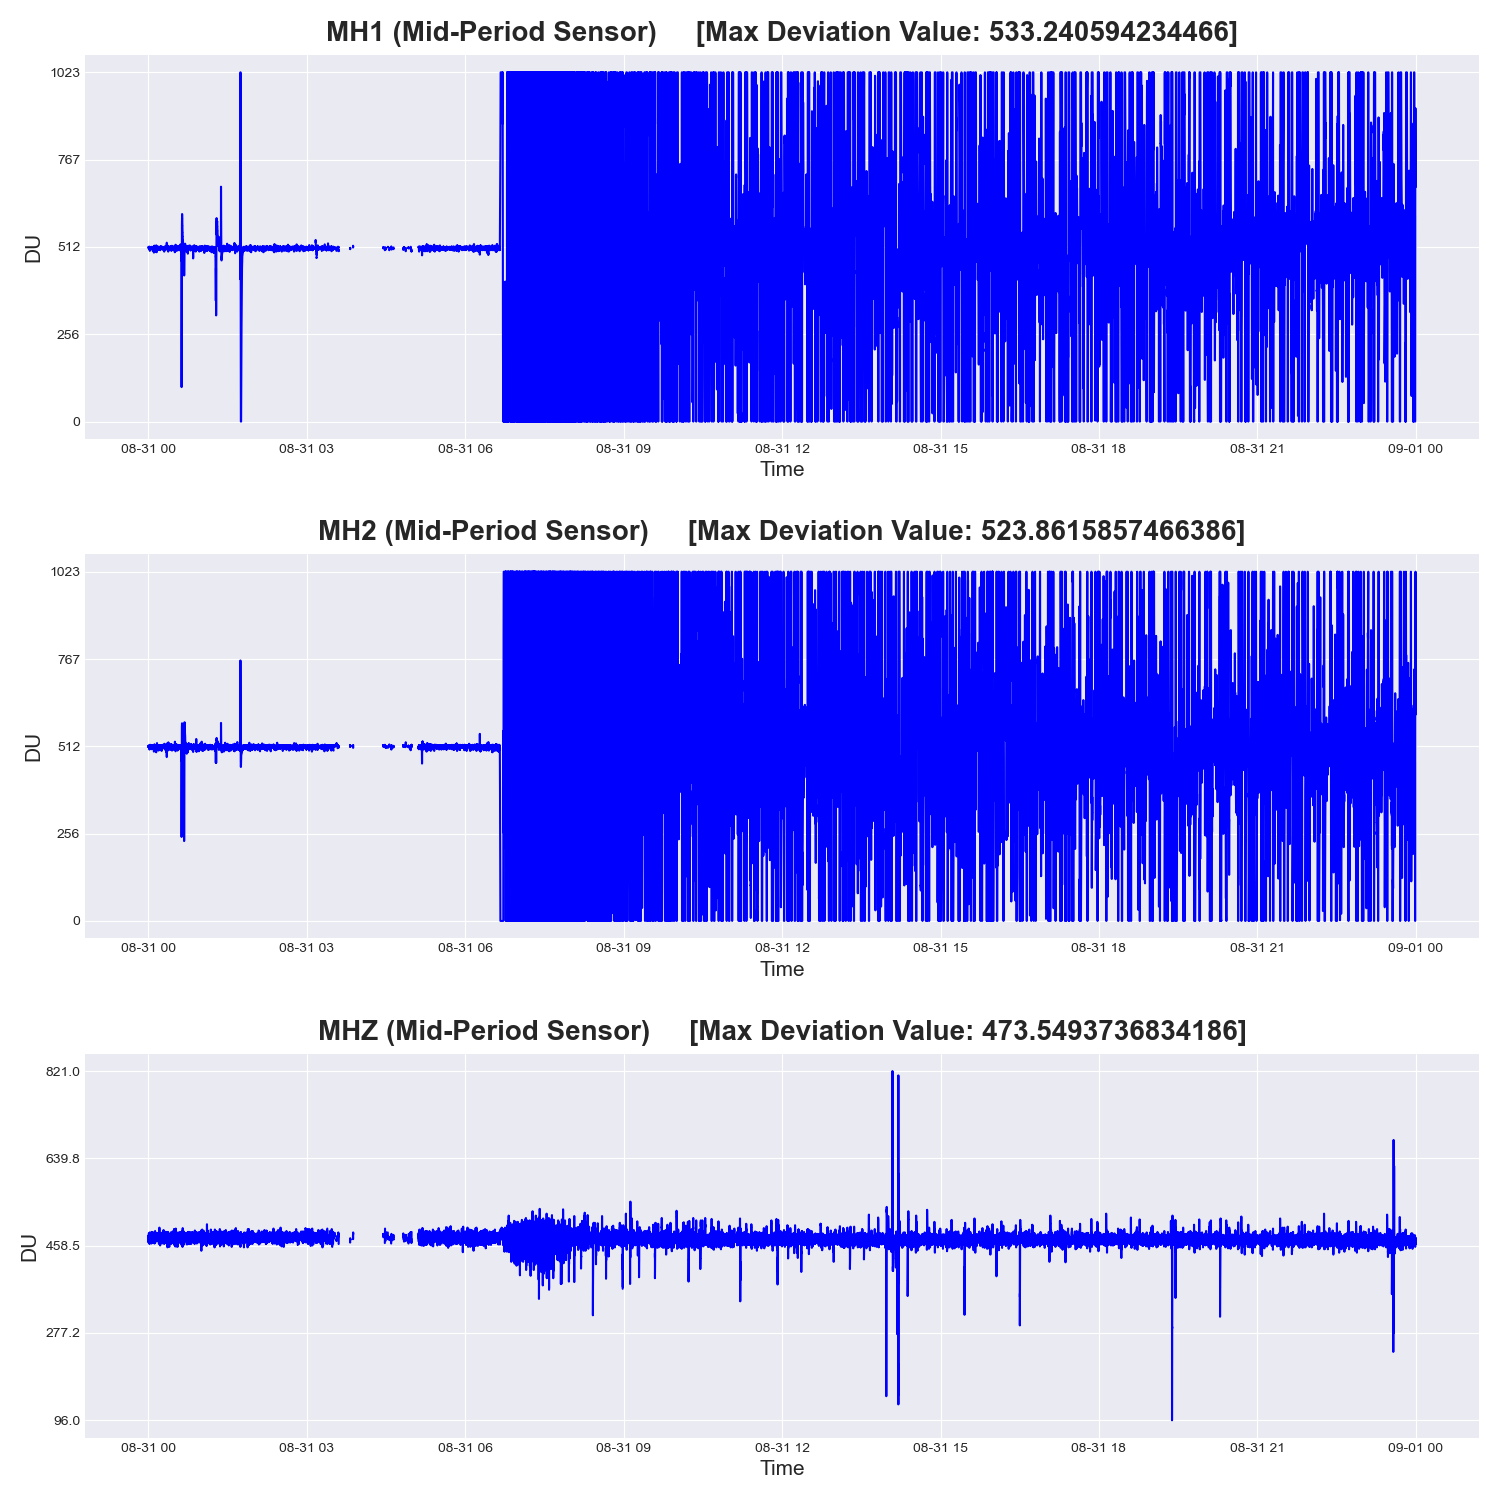 MH1 (Mid-Period Sensor) [Max Deviation Value: 533.240594234466]
1023
767
512
256
0
DU
08-31 00 08-31 03 08-31 06 08-31 09 08-31 12 08-31 15 08-31 18 08-31 21 09-01 00
Time
MH2 (Mid-Period Sensor) [Max Deviation Value: 523.8615857466386]
1023
767
512
256
0
DU
08-31 00 08-31 03 08-31 06 08-31 09 08-31 12 08-31 15 08-31 18 08-31 21 09-01 00
Time
MHZ (Mid-Period Sensor) [Max Deviation Value: 473.5493736834186]
821.0
639.8
458.5
277.2
96.0
DU
08-31 00 08-31 03 08-31 06 08-31 09 08-31 12 08-31 15 08-31 18 08-31 21 09-01 00
Time